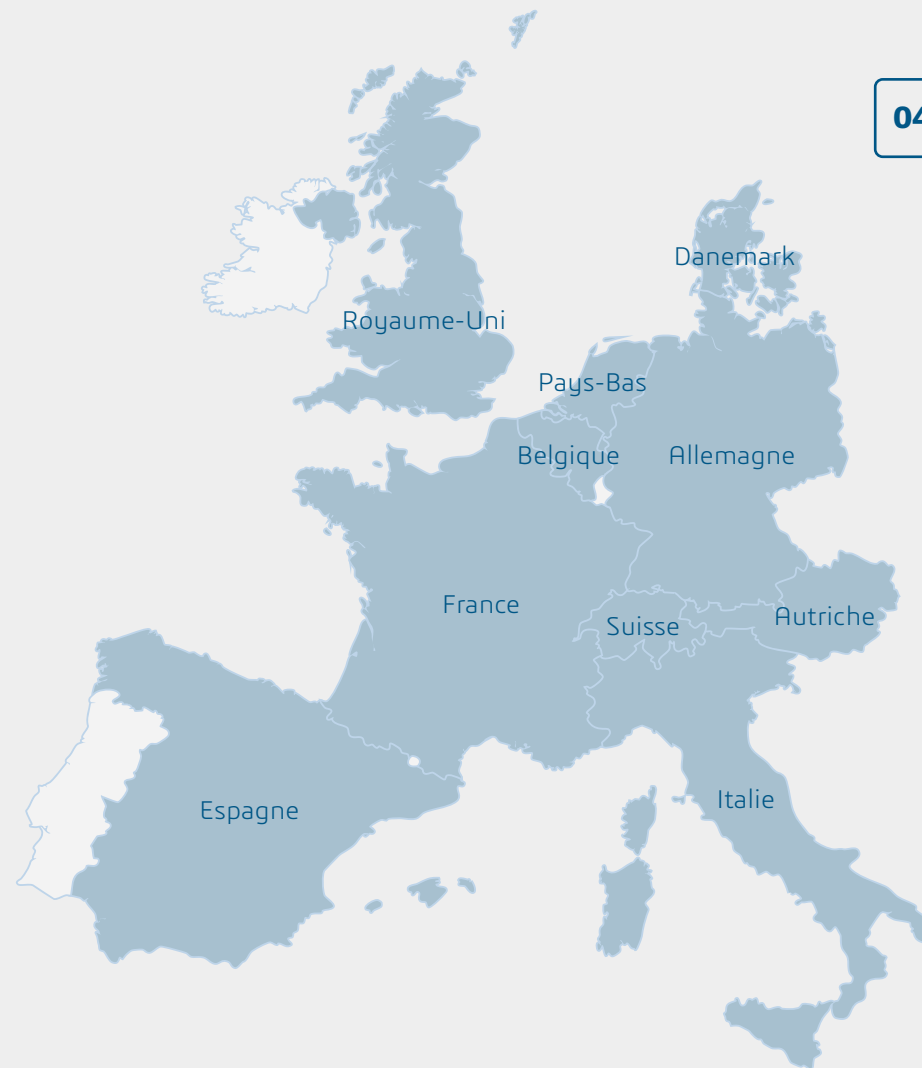 04
Danemark
Royaume-Uni
Pays-Bas
Belgique
Allemagne
France
Suisse
Autriche
Espagne
Italie